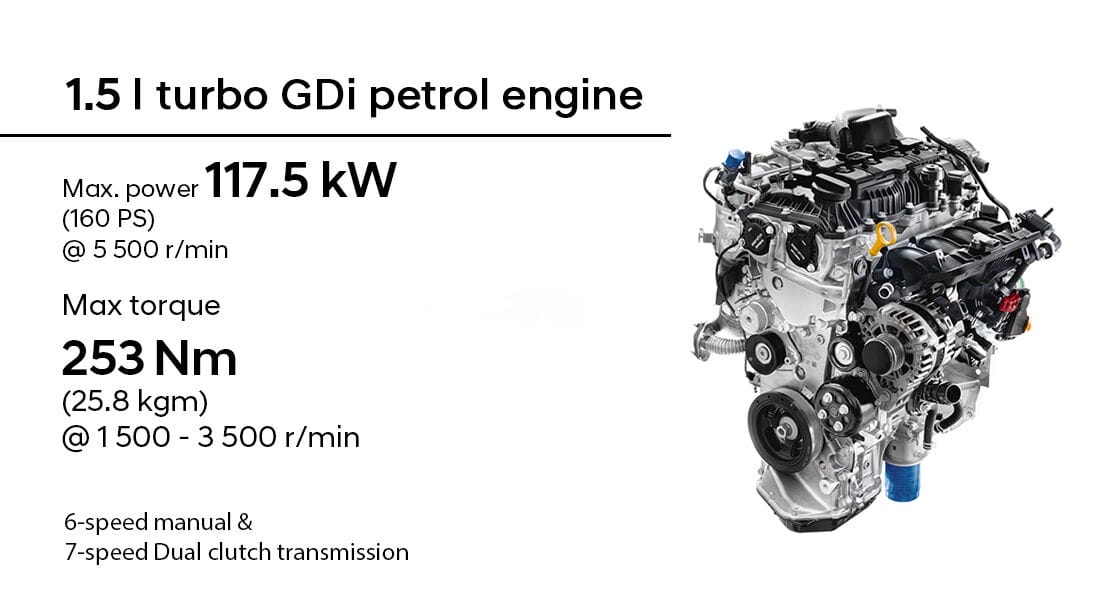 1.5 l turbo GDi petrol engine
Max. power 117.5 kW
(160 PS)
@ 5 500 r/min
Max torque
253 Nm
(25.8 kgm)
@ 1 500 - 3 500 r/min
6-speed manual &
7-speed Dual clutch transmission